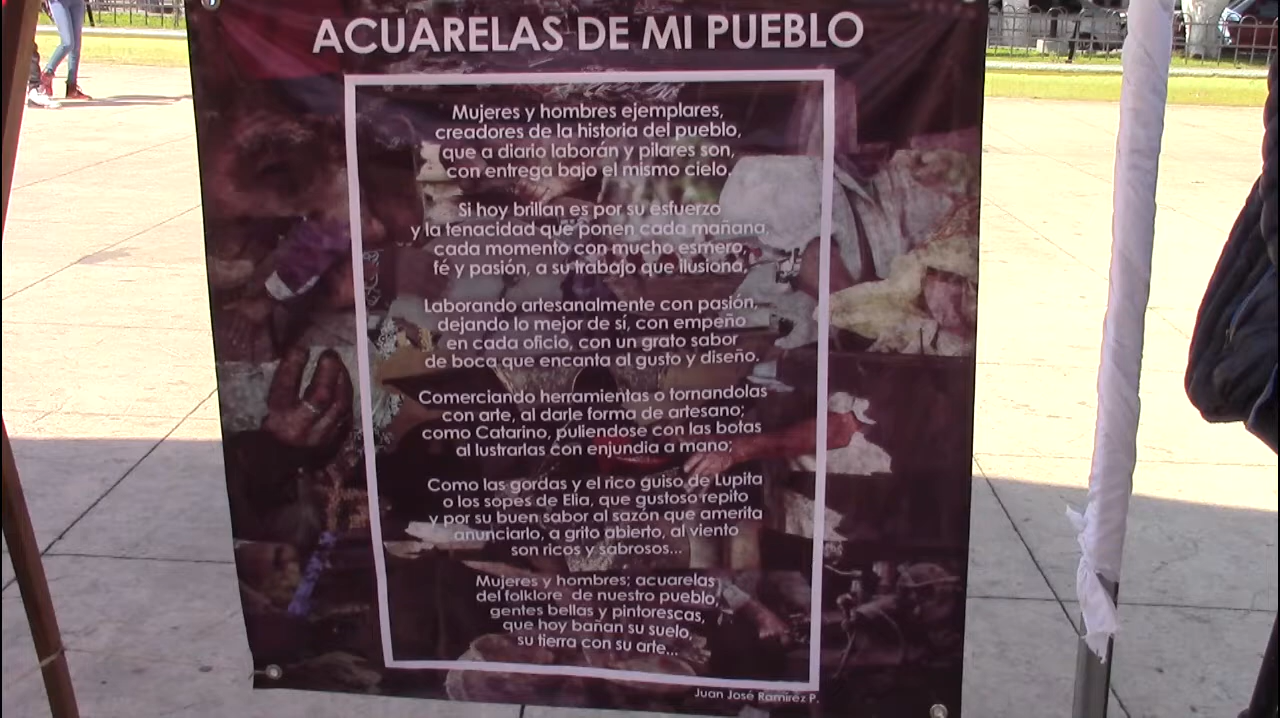 ACUARELAS DE MI PUEBLO
Mujeres y hombres ejemplares,
creadores de la historia del pueblo,
que a diario laborán y pilares son,
con entrega bajo el mismo cielo.
Si hoy brillan es por su esfuerzo
y la tenacidad que ponen cada mañana,
cada momento con mucho esmero,
fé y pasión, a su trabajo que ilusiona.
Laborando artesanalmente con pasión,
dejando lo mejor de sí, con empeño
en cada oficio, con un grato sabor
de boca que encanta al gusto y diseño.
Comerciando herramientas o tornandolas
con arte, al darle forma de artesano;
como Catarino, puliendose con las botas
al lustrarlas con enjundia a mano;
Como las gordas y el rico guiso de Lupita
o los sopes de Elia, que gustoso repito
y por su buen sabor al sazón que amerita
anunciarlo, a grito abierto, al viento
son ricos y sabrosos...
Mujeres y hombres; acuarelas
del folklore de nuestro pueblo,
gentes bellas y pintorescas,
que hoy bañan su suelo,
su tierra con su arte...
Juan José Ramírez P.